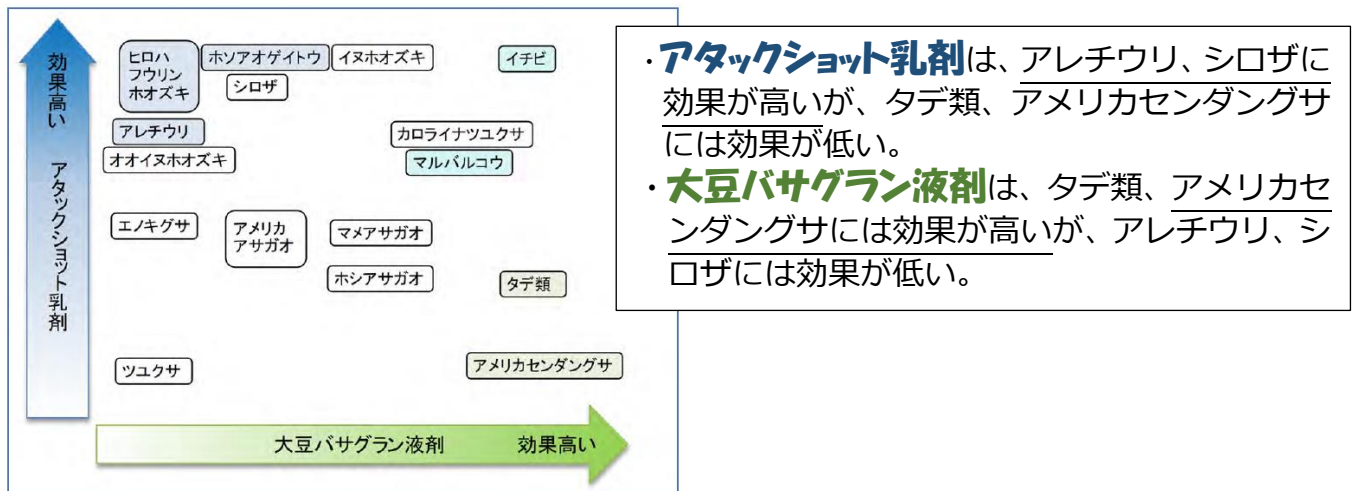 効果高い　アタックショット乳剤
ヒロハ
フウリン
ホオズキ
ホソアオゲイトウ
イヌホオズキ
イチビ
シロザ
アレチウリ
カロライナツユクサ
オオイヌホオズキ
マルバルコウ
エノキグサ
アメリカ
アサガオ
マメアサガオ
ホシアサガオ
タデ類
ツユクサ
アメリカセンダングサ
大豆バサグラン液剤　効果高い
・アタックショット乳剤は、アレチウリ、シロザに
効果が高いが、タデ類、アメリカセンダングサ
には効果が低い。
・大豆バサグラン液剤は、タデ類、アメリカセ
ンダングサには効果が高いが、アレチウリ、シ
ロザには効果が低い。